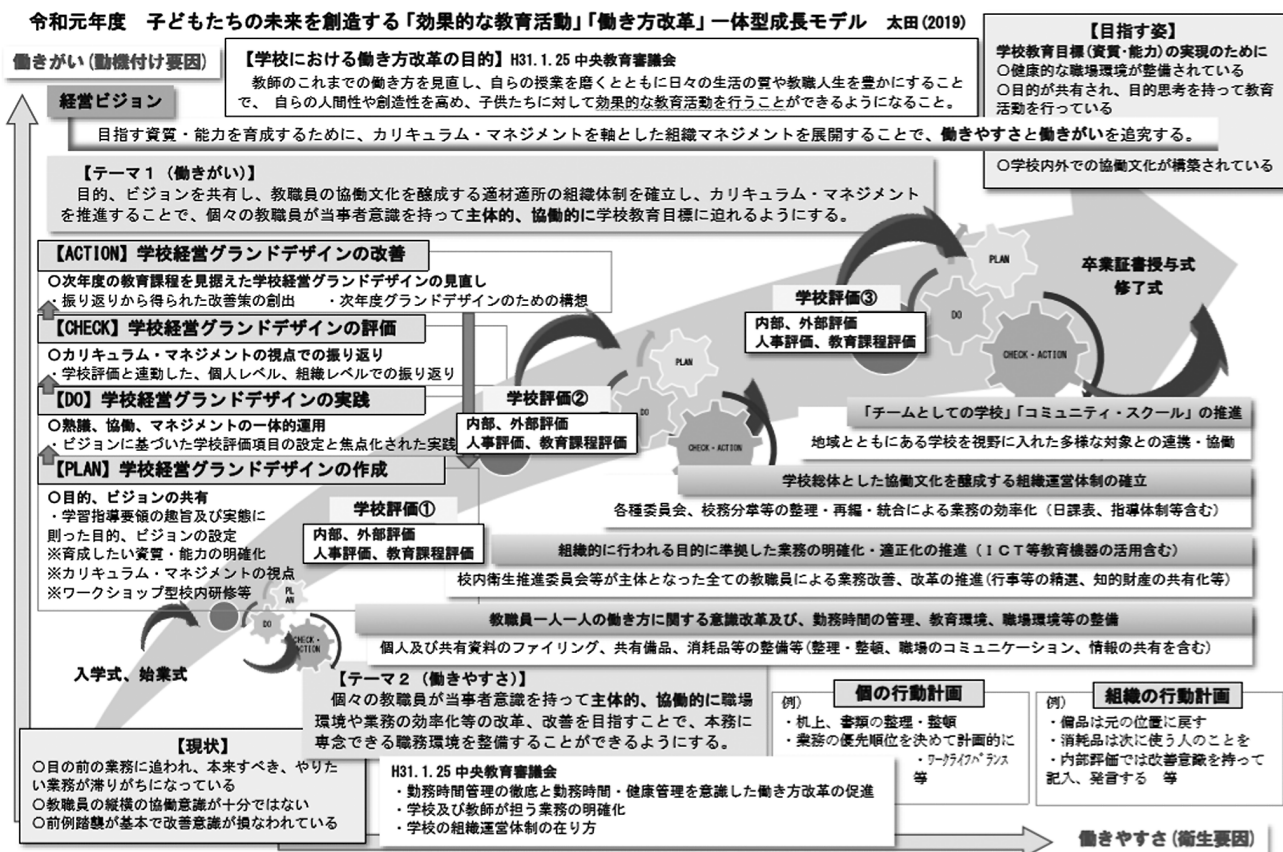 令和元年度　子どもたちの未来を創造する「効果的な教育活動」「働き方改革」一体型成長モデル　太田(2019)
働きがい(動機付け要因)
【学校における働き方改革の目的】H31.1.25中央教育審議会
教師のこれまでの働き方を見直し、自らの授業を磨くとともに日々の生活の質や教職人生を豊かにすること
で、自らの人間性や創造性を高め、子供たちに対して効果的な教育活動を行うことができるようになること。
【目指す姿】
学校教育目標(資質・能力)の実現のために
○健康的な職場環境が整備されている
○目的が共有され、目的思考を持って教育
活動を行っている
○学校内外での協働文化が構築されている
経営ビジョン
目指す資質・能力を育成するために、カリキュラム・マネジメントを軸とした組織マネジメントを展開することで、働きやすさと働きがいを追究する。
【テーマ１（働きがい）】
目的、ビジョンを共有し、教職員の協働文化を醸成する適材適所の組織体制を確立し、カリキュラム・マネジメント
を推進することで、個々の教職員が当事者意識を持って主体的、協働的に学校教育目標に迫れるようにする。
【ACTION】学校経営グランドデザインの改善
○次年度の教育課程を見据えた学校経営グランドデザインの見直し
・振り返りから得られた改善策の創出　・次年度グランドデザインのための構想
【CHECK】学校経営グランドデザインの評価
○カリキュラム・マネジメントの視点での振り返り
・学校評価と連動した、個人レベル、組織レベルでの振り返り
【DO】学校経営グランドデザインの実践
○熟議、協働、マネジメントの一体的運用
・ビジョンに基づいた学校評価項目の設定と焦点化された実践
【PLAN】学校経営グランドデザインの作成
○目的、ビジョンの共有
・学習指導要領の趣旨及び実態に
則った目的、ビジョンの設定
※育成したい資質・能力の明確化
※カリキュラム・マネジメントの視点
※ワークショップ型校内研修等
学校評価①
内部、外部評価
人事評価、教育課程評価
学校評価②
内部、外部評価
人事評価、教育課程評価
学校評価③
内部、外部評価
人事評価、教育課程評価
PLAN
DO
CHECK・ACTION
PLAN
DO
CHECK・ACTION
PL
AN
DO
CHECK・
ACTION
卒業証書授与式
修了式
入学式、始業式
「チームとしての学校」「コミュニティ・スクール」の推進
地域とともにある学校を視野に入れた多様な対象との連携・協働
学校総体とした協働文化を醸成する組織運営体制の確立
各種委員会、校務分掌等の整理・再編・統合による業務の効率化（日課表、指導体制等含む）
組織的に行われる目的に準拠した業務の明確化・適正化の推進（ＩＣＴ等教育機器の活用含む）
校内衛生推進委員会等が主体となった全ての教職員による業務改善、改革の推進(行事等の精選、知的財産の共有化等)
教職員一人一人の働き方に関する意識改革及び、勤務時間の管理、教育環境、職場環境等の整備
個人及び共有資料のファイリング、共有備品、消耗品等の整備等(整理・整頓、職場のコミュニケーション、情報の共有を含む)
【テーマ２（働きやすさ）】
個々の教職員が当事者意識を持って主体的、協働的に職場
環境や業務の効率化等の改革、改善を目指すことで、本務に
専念できる職務環境を整備することができるようにする。
個の行動計画
例）
・机上、書類の整理・整頓
・業務の優先順位を決めて計画的に
・ワークライフバランス
等
組織の行動計画
例）
・備品は元の位置に戻す
・消耗品は次に使う人のことを
・内部評価では改善意識を持って
記入、発言する　等
【現状】
○目の前の業務に追われ、本来すべき、やりた
い業務が滞りがちになっている
○教職員の縦横の協働意識が十分ではない
○前例踏襲が基本で改善意識が損なわれている
H31.1.25中央教育審議会
・勤務時間管理の徹底と勤務時間・健康管理を意識した働き方改革の促進
・学校及び教師が担う業務の明確化
・学校の組織運営体制の在り方
働きやすさ(衛生要因)